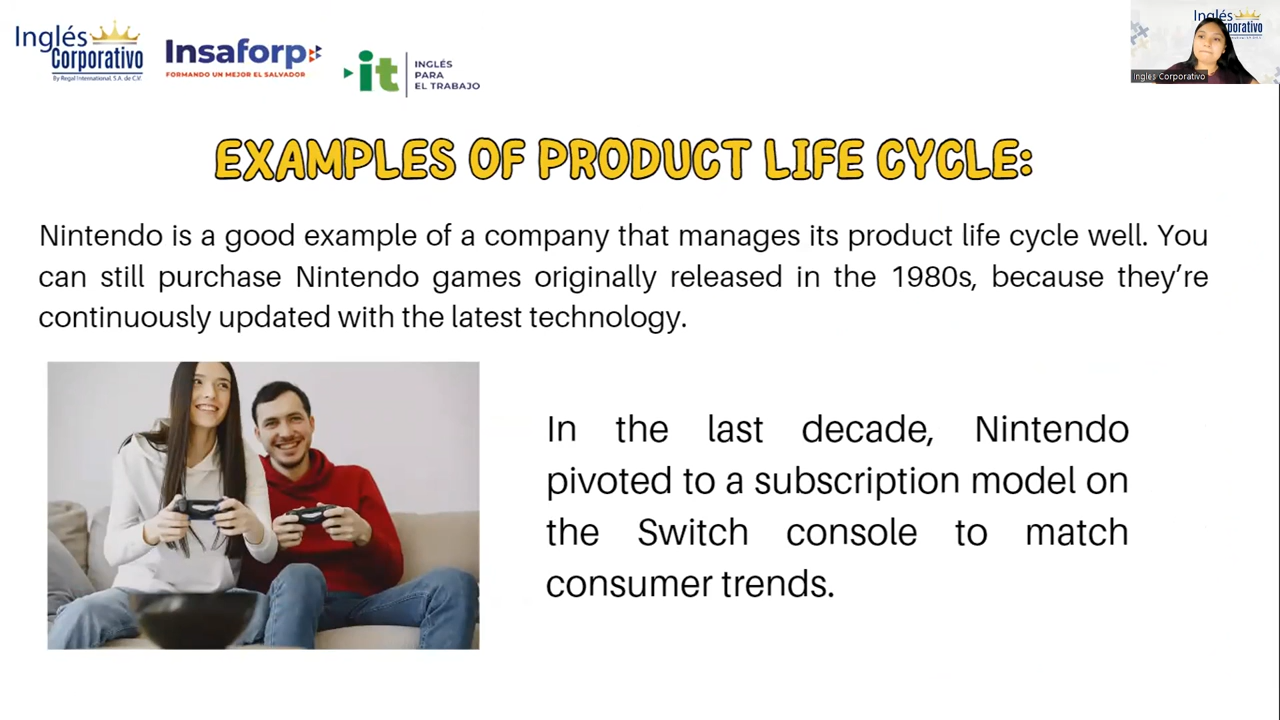 Inglés
Corporativo
By Regal International, S.A. de C.V.
Insaforp
FORMANDO UN MEJOR EL SALVADOR
it
INGLÉS
PARA
EL TRABAJO
Inglés
Ingles Corporativo
EXAMPLES OF PRODUCT LIFE CYCLE:
Nintendo is a good example of a company that manages its product life cycle well. You
can still purchase Nintendo games originally released in the 1980s, because they’re
continuously updated with the latest technology.
In the last decade, Nintendo
pivoted to a subscription model on
the Switch console to match
consumer trends.